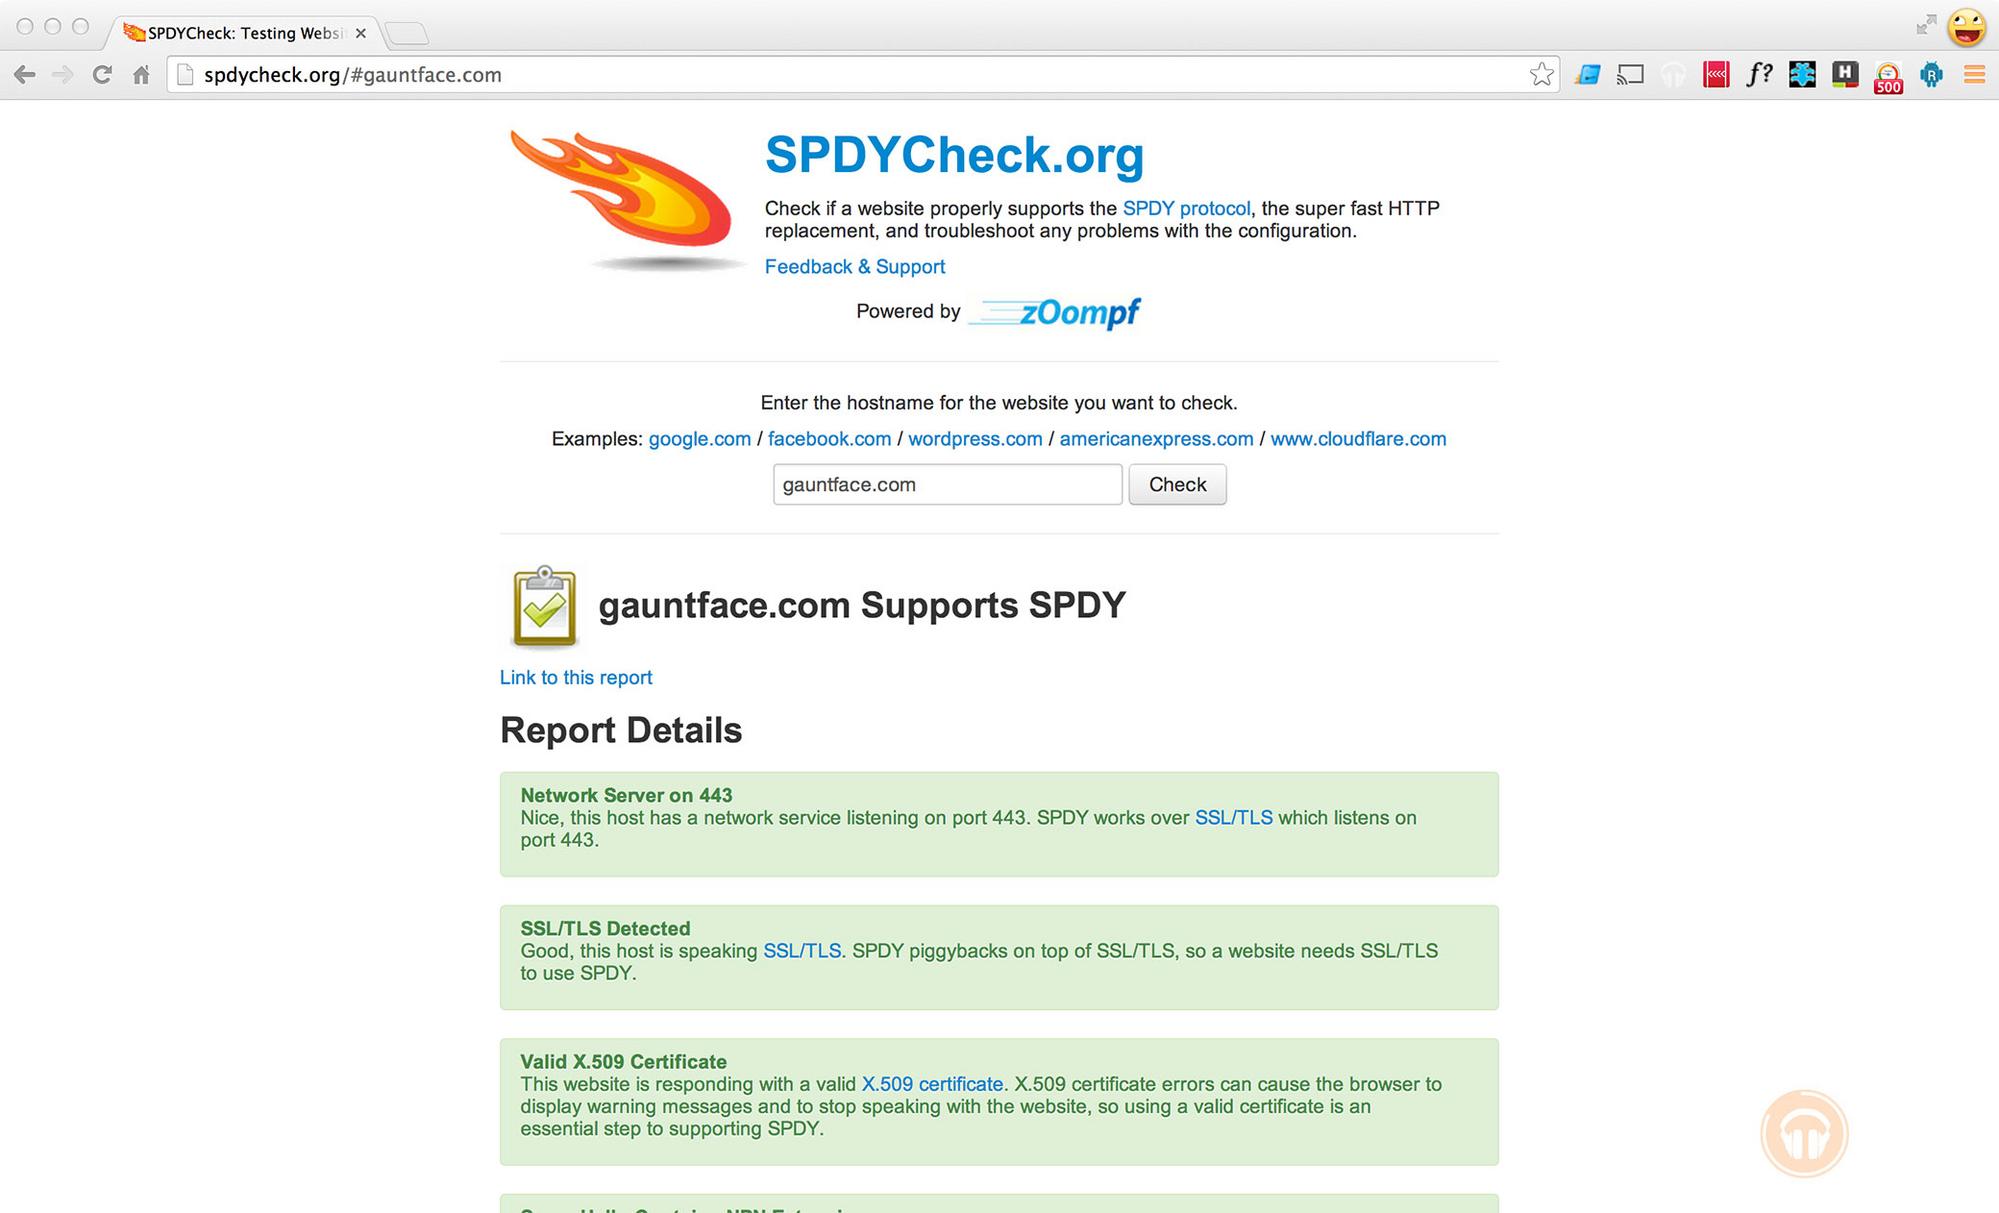 SPDYCheck: Testing Websi
spdycheck.org/#gauntface.com
f?
H
500
R
SPDYCheck.org
Check if a website properly supports the SPDY protocol, the super fast HTTP
replacement, and troubleshoot any problems with the configuration.
Feedback & Support
Powered by zOompf
Enter the hostname for the website you want to check.
Examples: google.com / facebook.com / wordpress.com / americanexpress.com / www.cloudflare.com
gauntface.com Check
gauntface.com Supports SPDY
Link to this report
Report Details
Network Server on 443
Nice, this host has a network service listening on port 443. SPDY works over SSL/TLS which listens on
port 443.
SSL/TLS Detected
Good, this host is speaking SSL/TLS. SPDY piggybacks on top of SSL/TLS, so a website needs SSL/TLS
to use SPDY.
Valid X.509 Certificate
This website is responding with a valid X.509 certificate. X.509 certificate errors can cause the browser to
display warning messages and to stop speaking with the website, so using a valid certificate is an
essential step to supporting SPDY.